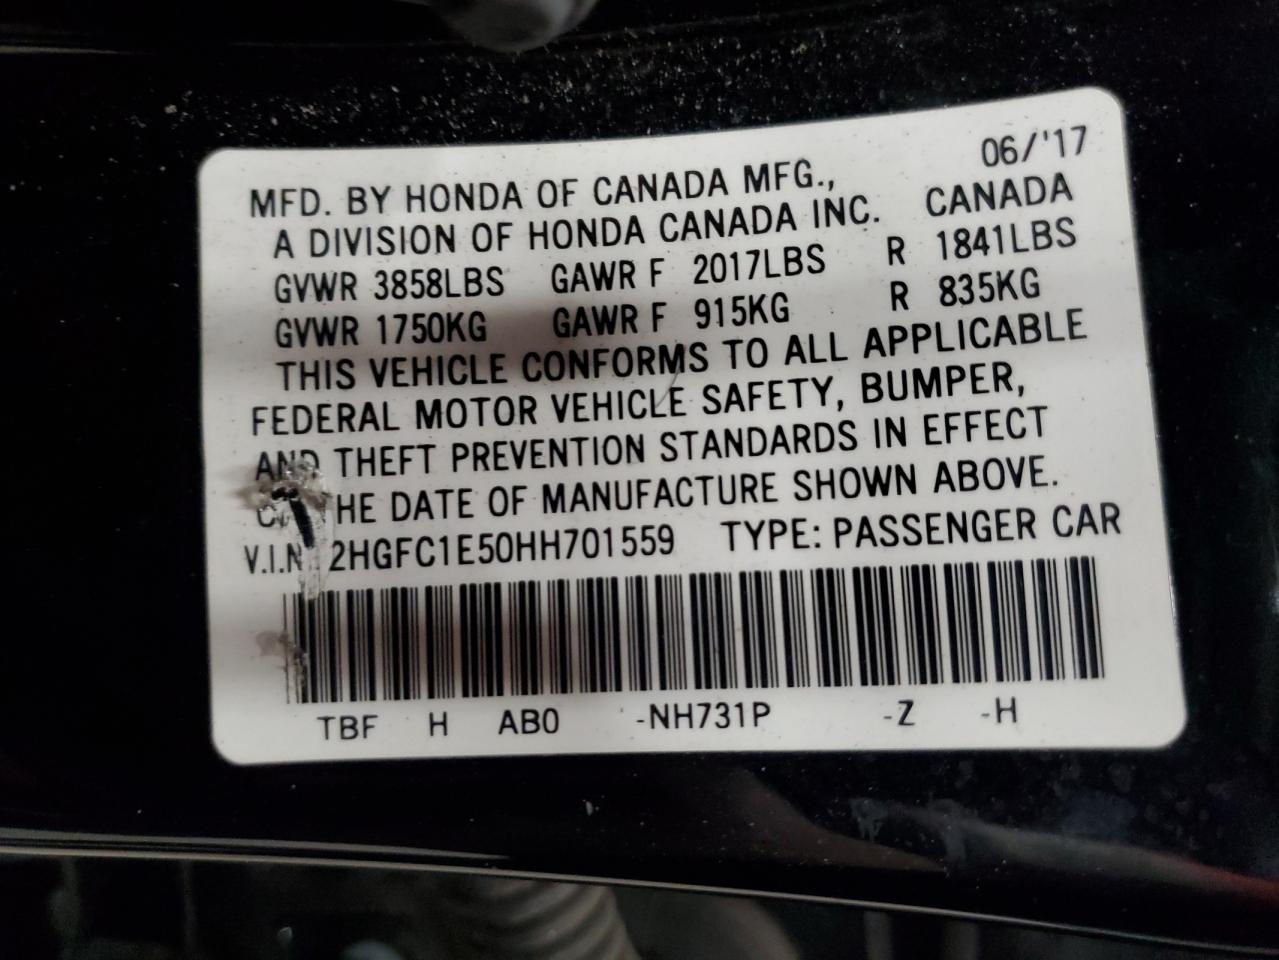 06/'17
MFD. BY HONDA OF CANADA MFG.,
A DIVISION OF HONDA CANADA INC. CANADA
GVWR 3858LBS GAWR F 2017LBS R 1841LBS
GVWR 1750KG GAWR F 915KG R 835KG
THIS VEHICLE CONFORMS TO ALL APPLICABLE
FEDERAL MOTOR VEHICLE SAFETY, BUMPER,
AND THEFT PREVENTION STANDARDS IN EFFECT
HE DATE OF MANUFACTURE SHOWN ABOVE.
V.I.N: 2HGFC1E50HH701559 TYPE: PASSENGER CAR
TBF H AB0 -NH731P -Z -H